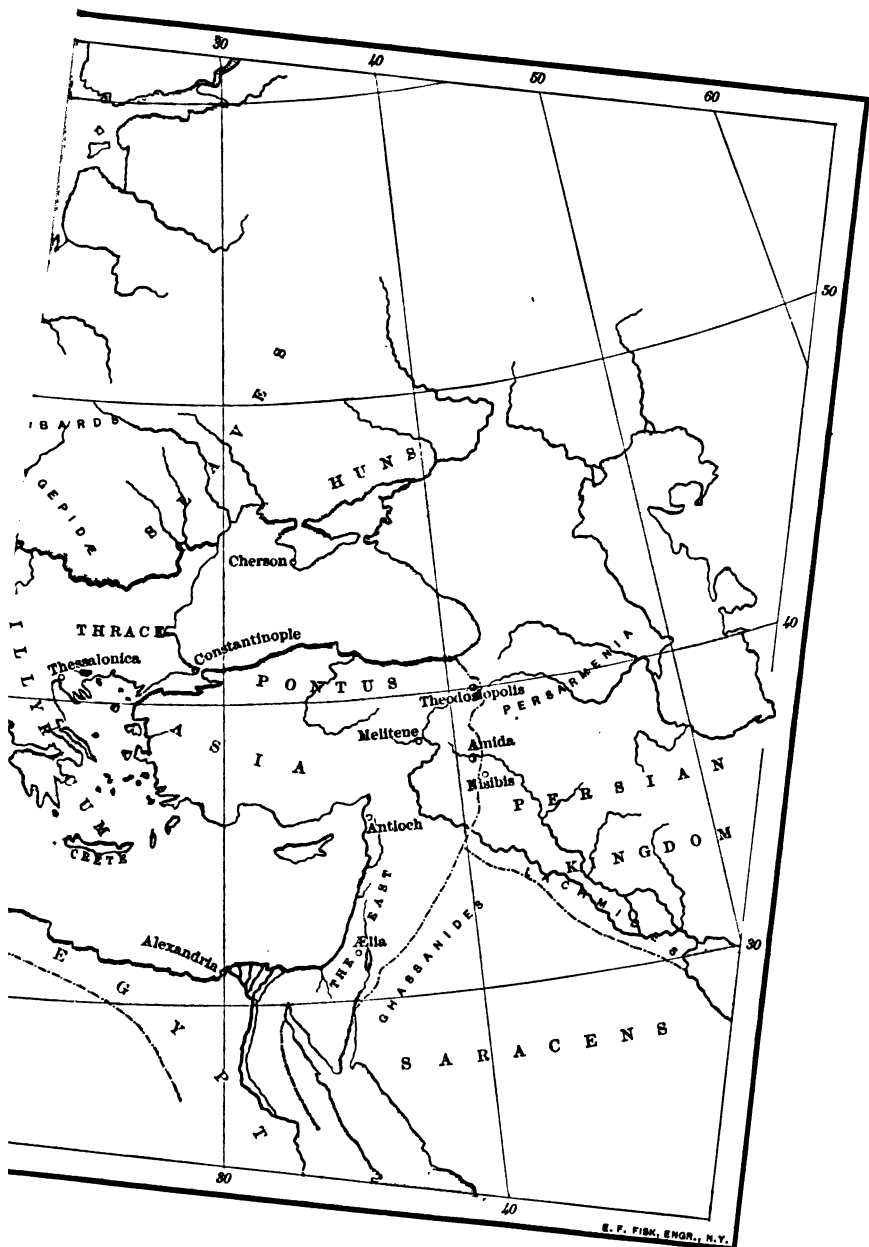 30
40
50
60
50
SLAVES
IBARDS
HUNS
GEPIDÆ
Cherson
40
THRACE
Constantinople
ILLYRICUM
Thessalonica
PONTUS
Theodosiopolis
PERSARMENIA
Melitene
ASIA
Amida
Nisibis
PERSIAN
KINGDOM
Antioch
CRETE
LACHMIDES
THE EAST
GHASSANIDES
Ælia
Alexandria
30
EGYPT
SARACENS
30
40
E. F. FISK, ENGR., N.Y.